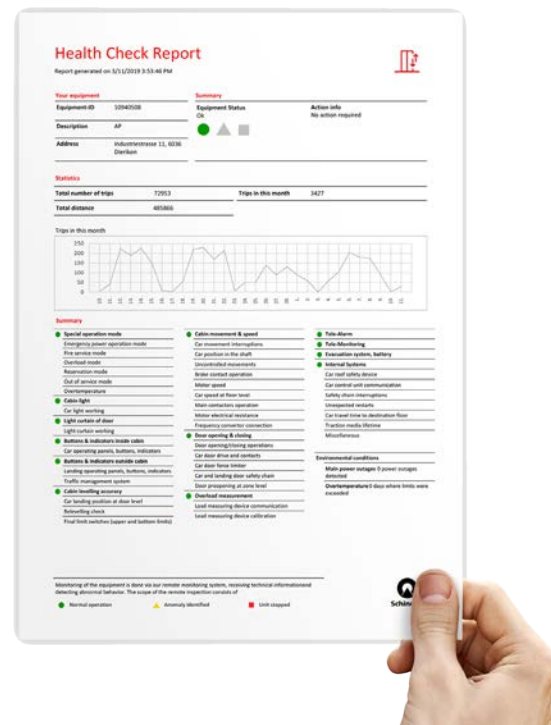 Health Check Report
Report generated on 3/11/2019 3:53:46 PM
Your equipment
Equipment-ID 10940508
Description AP
Address Industriestrasse 11, 6036
Dierikon
Summary
Equipment Status
Ok
Action info
No action required
Statistics
Total number of trips 72953 Trips in this month 3427
Total distance 485866
Trips in this month
250
200
150
100
50
0
Summary
Special operation mode
Emergency power operation mode
Fire service mode
Overload mode
Reservation mode
Out of service mode
Overtemperature
Cabin light
Car light working
Light curtain of door
Light curtain working
Buttons & indicators inside cabin
Car operating panels, buttons, indicators
Buttons & indicators outside cabin
Landing operating panels, buttons, indicators
Traffic management system
Cabin levelling accuracy
Car landing position at door level
Relevelling check
Final limit switches (upper and bottom limits)
Cabin movement & speed
Car movement interruptions
Car position in the shaft
Uncontrolled movements
Brake contact operation
Motor speed
Car speed at floor level
Main contactors operation
Motor electrical resistance
Frequency convertor connection
Door opening & closing
Door opening/closing operations
Car door drive and contacts
Car door force limiter
Car and landing door safety chain
Door preopening at zone level
Overload measurement
Load measuring device communication
Load measuring device calibration
Tele-Alarm
Tele-Monitoring
Evacuation system, battery
Internal Systems
Car roof safety device
Car control unit communication
Safety chain interruptions
Unexpected restarts
Car travel time to destination floor
Traction media lifetime
Miscellaneous
Environmental conditions
Main power outages 0 power outages
detected
Overtemperature 0 days where limits were
exceeded
Monitoring of the equipment is done via our remote monitoring system, receiving technical informationand
detecting abnormal behavior. The scope of the remote inspection consists of
Normal operation Anomaly identified Unit stopped